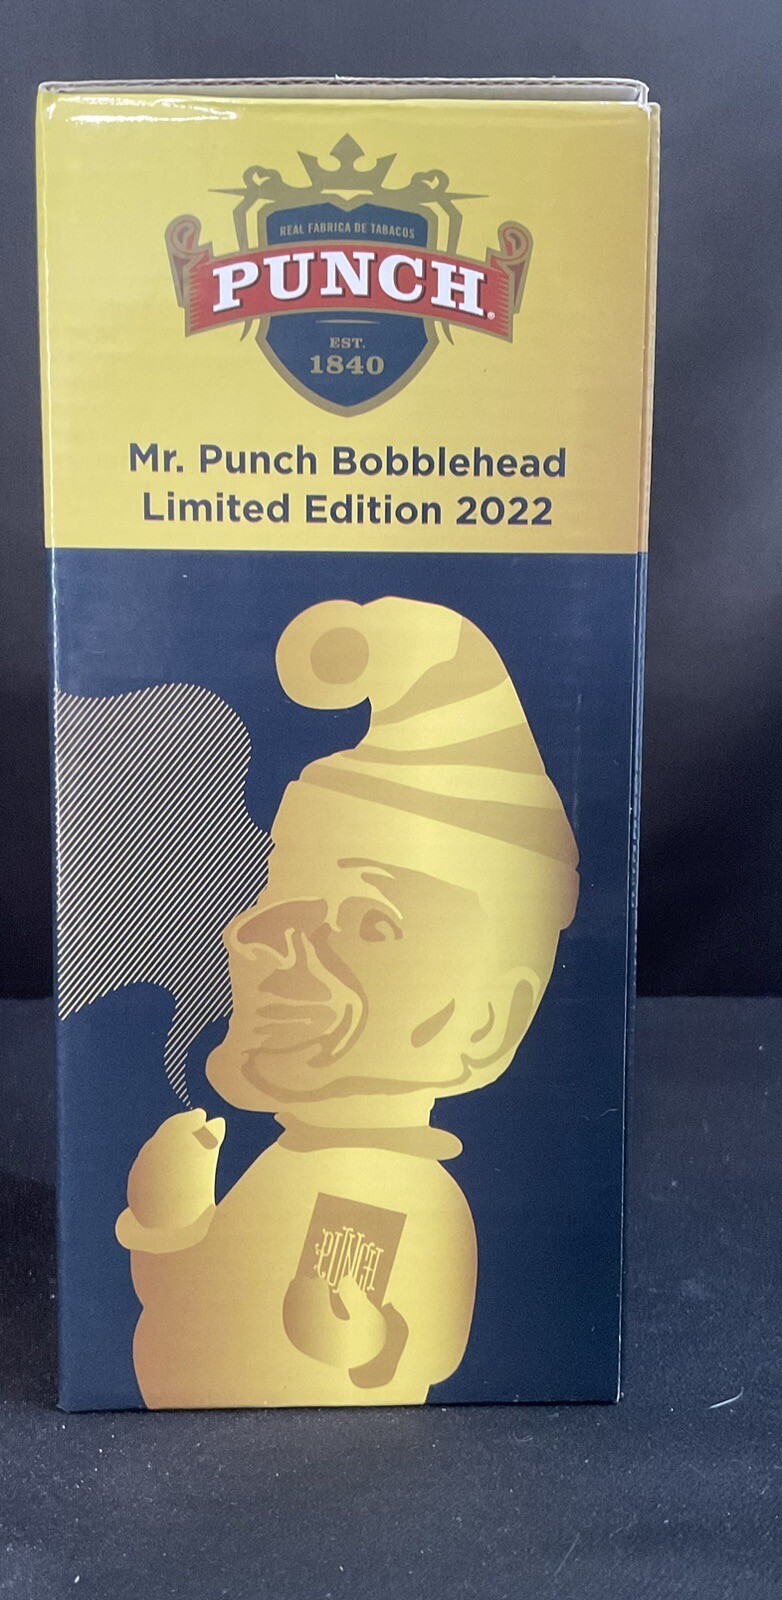 REAL FABRICA DE TABACOS
PUNCH®
EST.
1840
Mr. Punch Bobblehead
Limited Edition 2022
PUNCH